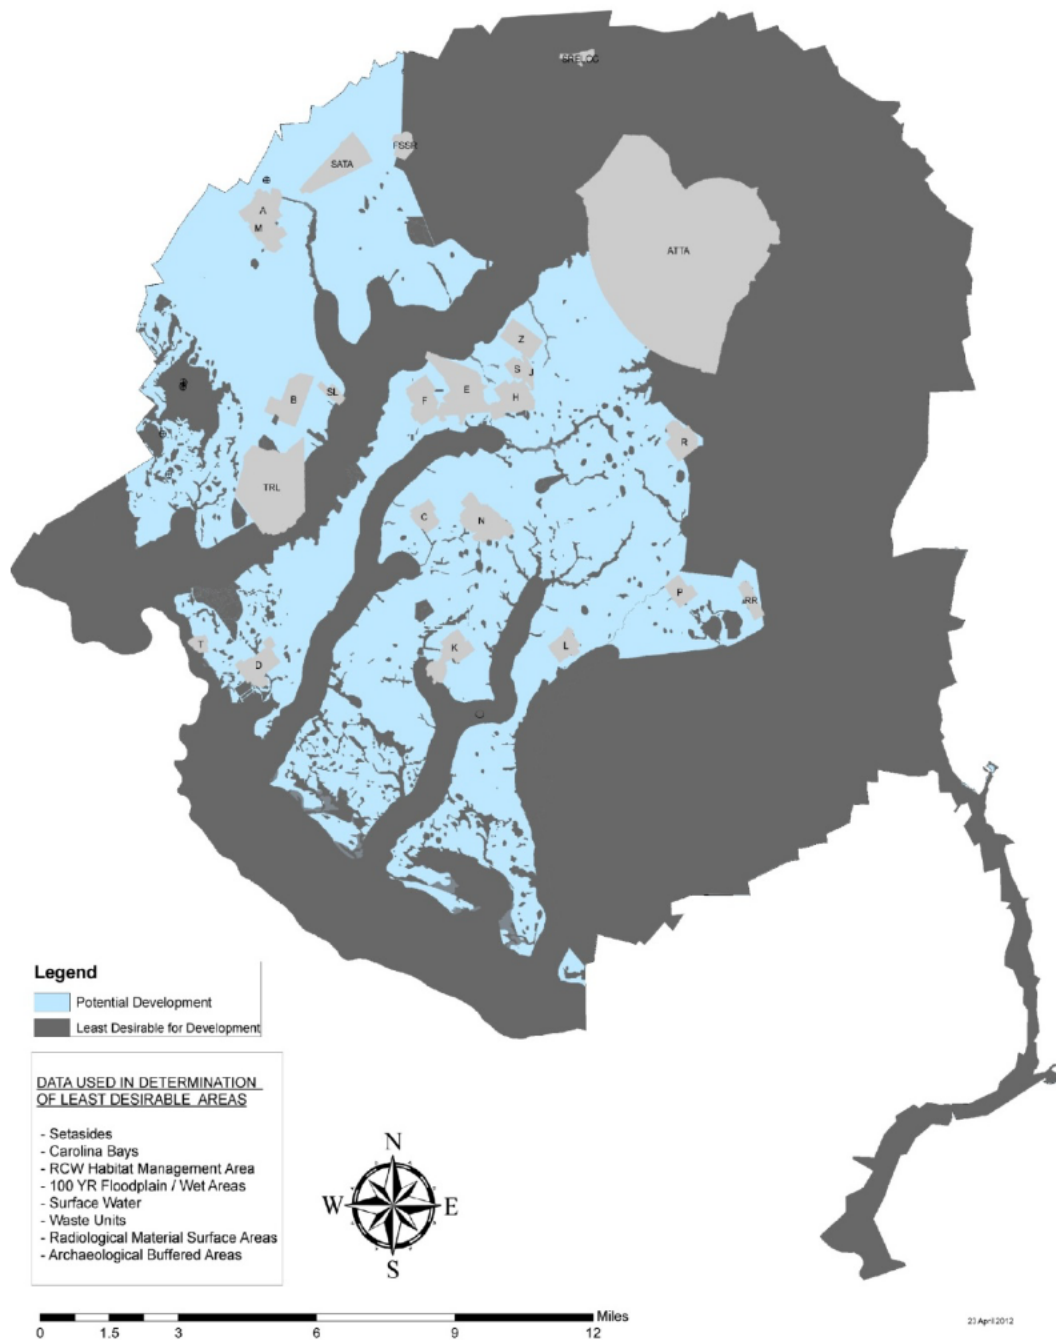 SRELOG
FSSR
SATA
A
M
ATTA
Z
S
J
SL
B
E
F
H
R
TRL
C
N
P
RR
T
D
K
L
Legend
Potential Development
Least Desirable for Development
DATA USED IN DETERMINATION
OF LEAST DESIRABLE AREAS
- Setasides
- Carolina Bays
- RCW Habitat Management Area
- 100 YR Floodplain / Wet Areas
- Surface Water
- Waste Units
- Radiological Material Surface Areas
- Archaeological Buffered Areas
N
W E
S
Miles
0 1.5 3 6 9 12
23 April 2012